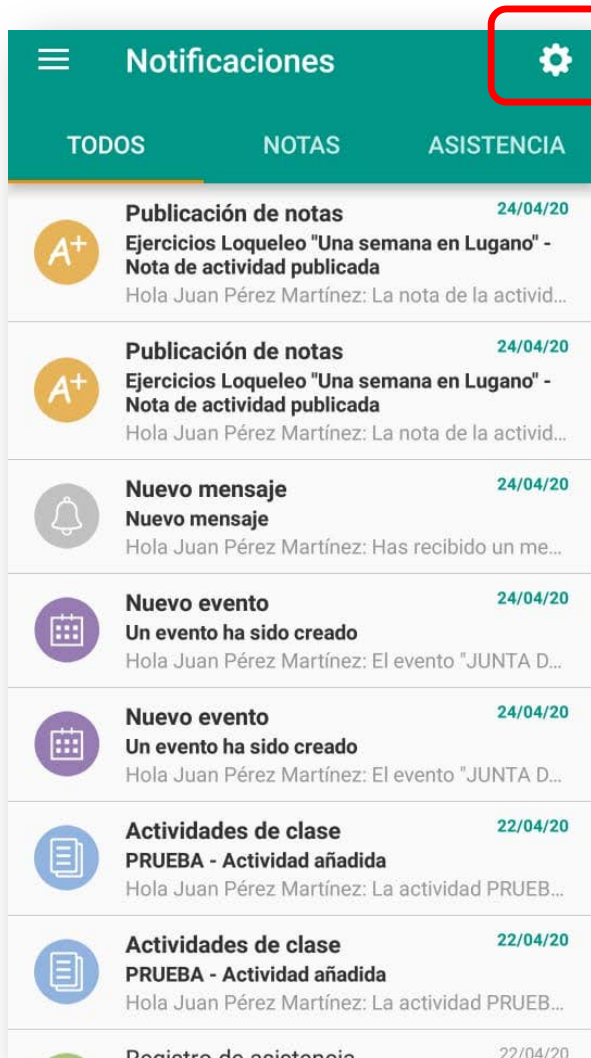 Notificaciones
TODOS NOTAS ASISTENCIA
Publicación de notas 24/04/20
Ejercicios Loqueleo "Una semana en Lugano" -
Nota de actividad publicada
Hola Juan Pérez Martínez: La nota de la activid...
Publicación de notas 24/04/20
Ejercicios Loqueleo "Una semana en Lugano" -
Nota de actividad publicada
Hola Juan Pérez Martínez: La nota de la activid...
Nuevo mensaje 24/04/20
Nuevo mensaje
Hola Juan Pérez Martínez: Has recibido un me...
Nuevo evento 24/04/20
Un evento ha sido creado
Hola Juan Pérez Martínez: El evento "JUNTA D...
Nuevo evento 24/04/20
Un evento ha sido creado
Hola Juan Pérez Martínez: El evento "JUNTA D...
Actividades de clase 22/04/20
PRUEBA - Actividad añadida
Hola Juan Pérez Martínez: La actividad PRUEB...
Actividades de clase 22/04/20
PRUEBA - Actividad añadida
Hola Juan Pérez Martínez: La actividad PRUEB...
Registro de asistencia 22/04/20